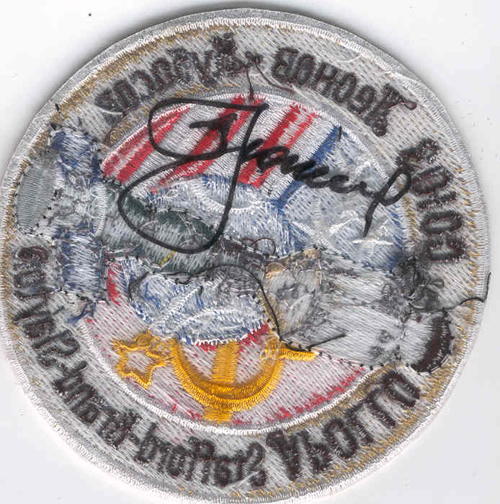 Союз Леонов-Кубасов
Apollo Stafford-Brand-Slayton